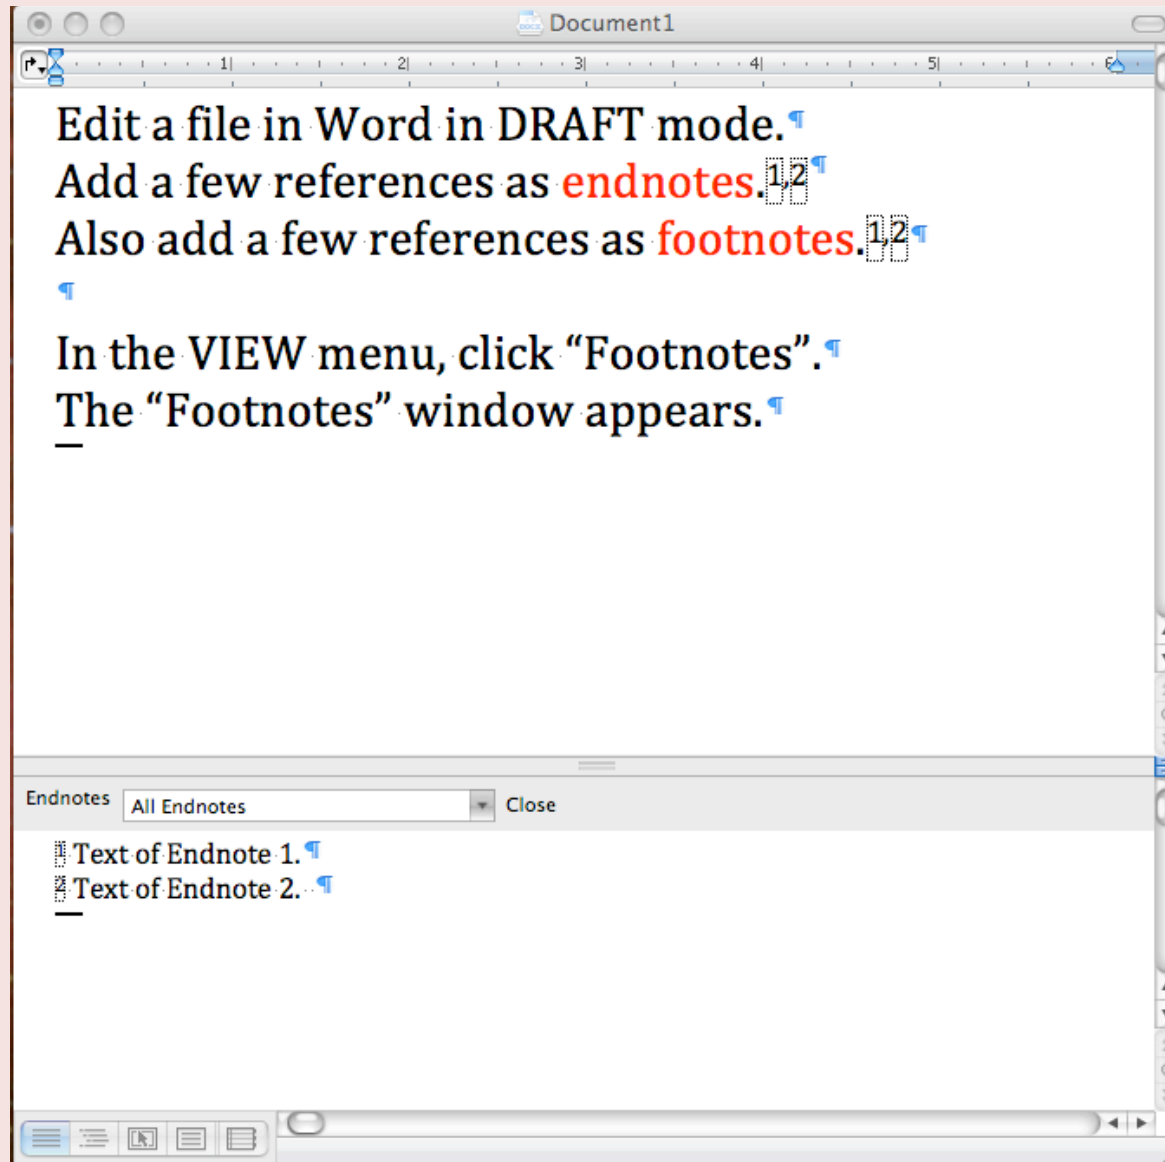 Document1
1 2 3 4 5 6
Edit a file in Word in DRAFT mode.¶
Add a few references as endnotes.1,2¶
Also add a few references as footnotes.1,2¶
¶
In the VIEW menu, click “Footnotes”.¶
The “Footnotes” window appears.¶
Endnotes All Endnotes Close
1 Text of Endnote 1.¶
2 Text of Endnote 2. ¶